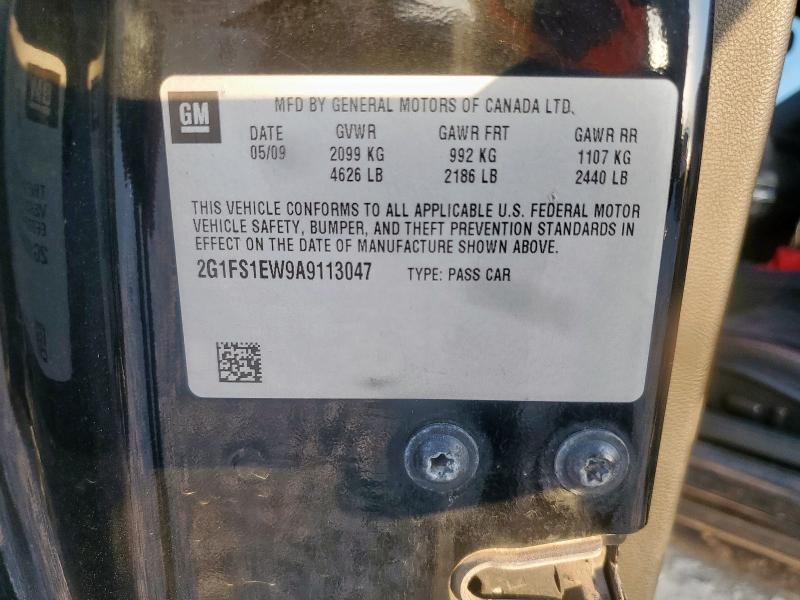 GM
MFD BY GENERAL MOTORS OF CANADA LTD.
DATE GVWR GAWR FRT GAWR RR
05/09 2099 KG 992 KG 1107 KG
4626 LB 2186 LB 2440 LB
THIS VEHICLE CONFORMS TO ALL APPLICABLE U.S. FEDERAL MOTOR
VEHICLE SAFETY, BUMPER, AND THEFT PREVENTION STANDARDS IN
EFFECT ON THE DATE OF MANUFACTURE SHOWN ABOVE.
2G1FS1EW9A9113047 TYPE: PASS CAR